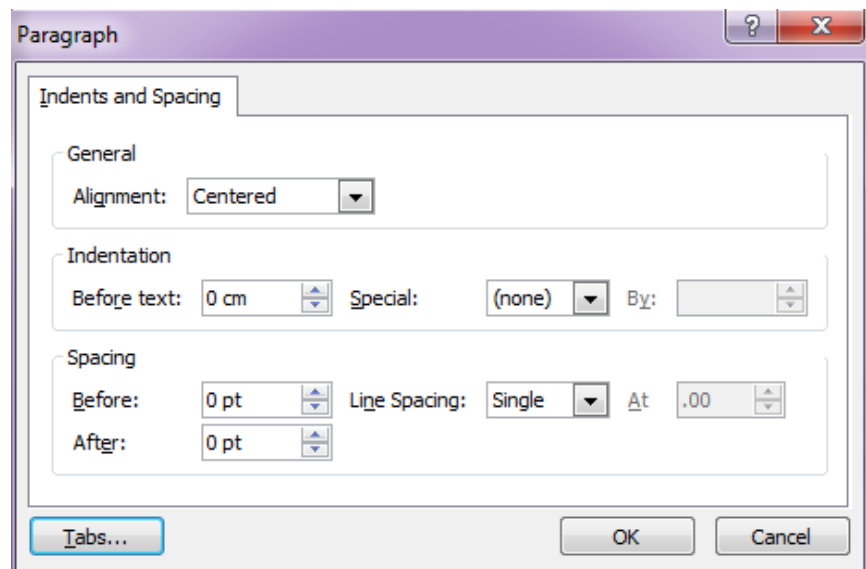 Paragraph
Indents and Spacing
General
Alignment: Centered
Indentation
Before text: 0 cm Special: (none) By:
Spacing
Before: 0 pt Line Spacing: Single At .00
After: 0 pt
Tabs... OK Cancel